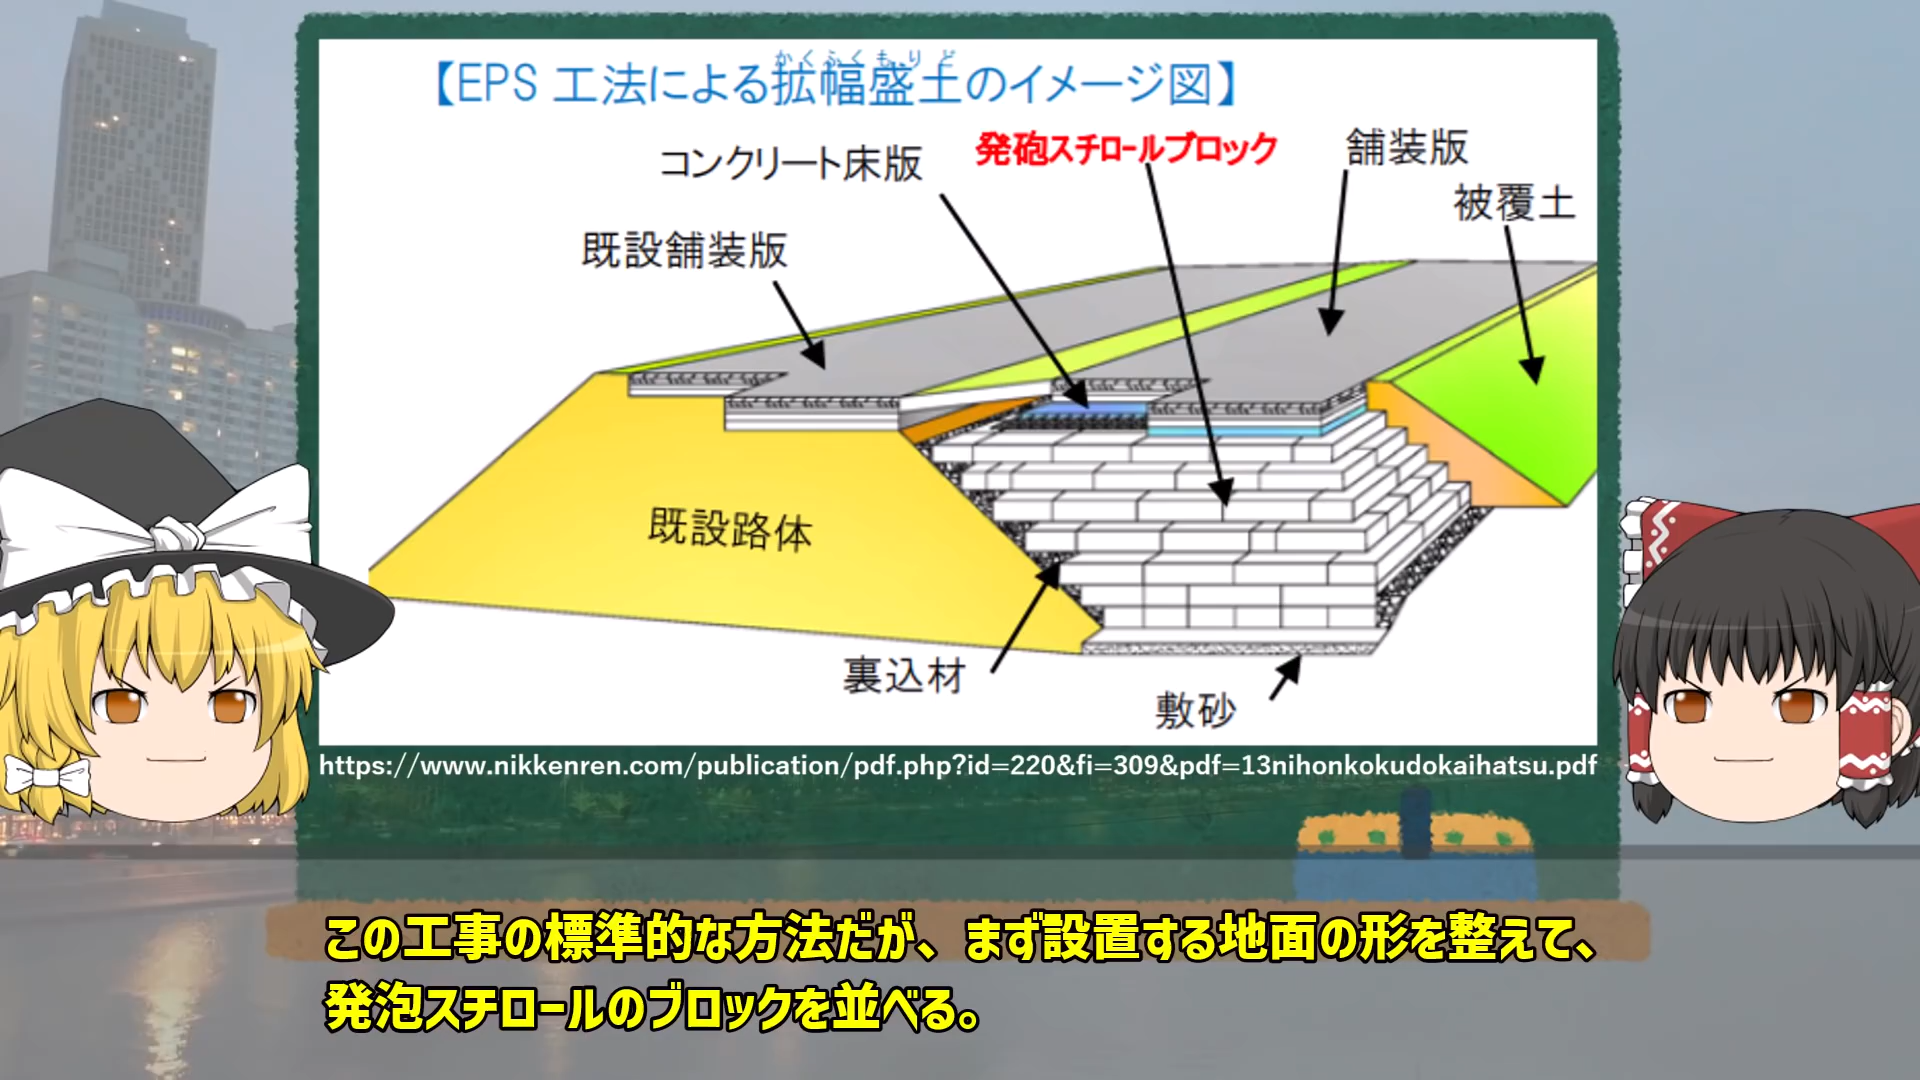 【EPS 工法による拡幅盛土のイメージ図】
かくふくもりど
コンクリート床版
発砲スチロールブロック
舗装版
被覆土
既設舗装版
既設路体
裏込材
敷砂
https://www.nikkenren.com/publication/pdf.php?id=220&fi=309&pdf=13nihonkokudokaihatsu.pdf
この工事の標準的な方法だが、まず設置する地面の形を整えて、
発泡スチロールのブロックを並べる。